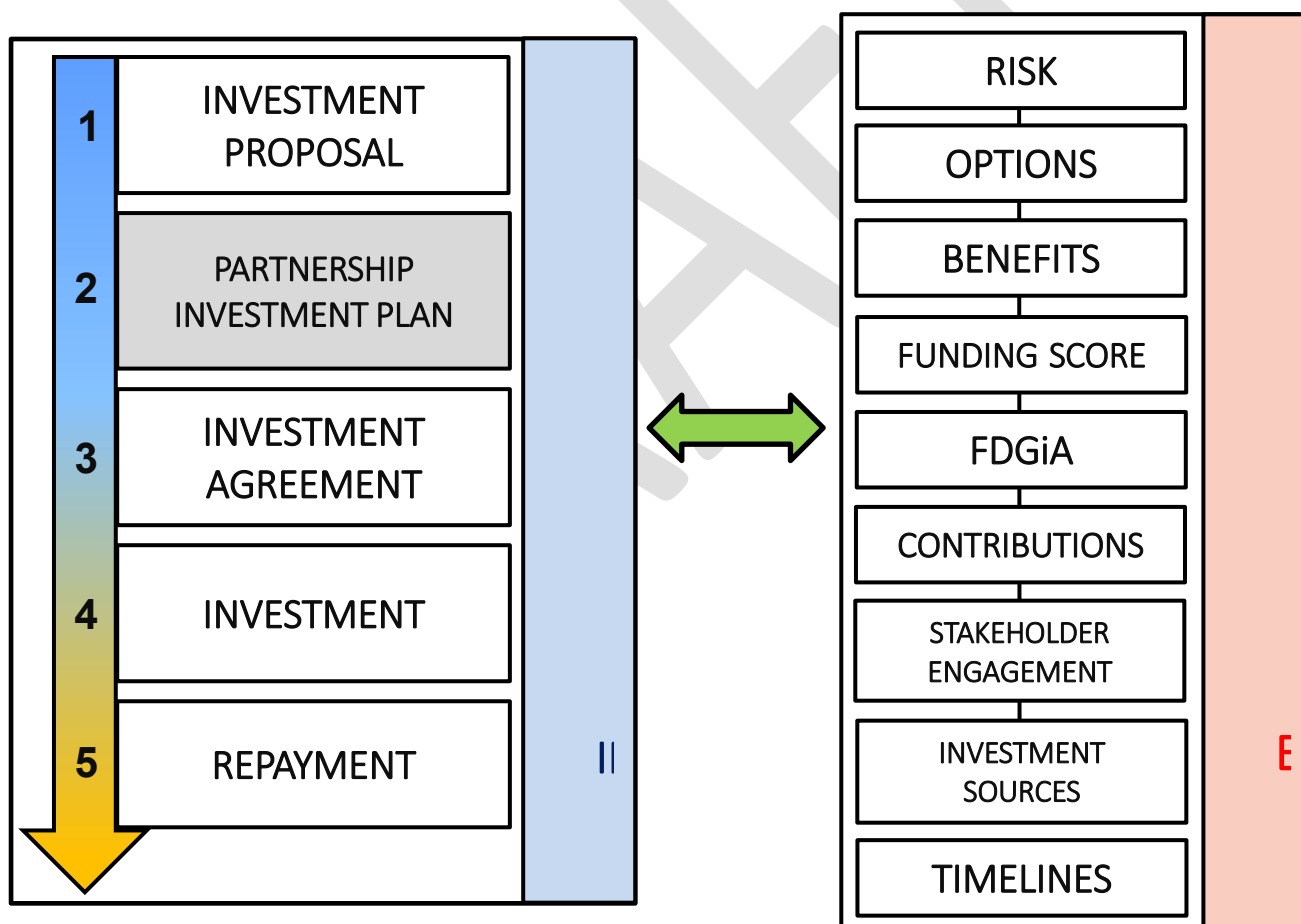 1
INVESTMENT
PROPOSAL
2
PARTNERSHIP
INVESTMENT PLAN
3
INVESTMENT
AGREEMENT
4
INVESTMENT
5
REPAYMENT
RISK
OPTIONS
BENEFITS
FUNDING SCORE
FDGiA
CONTRIBUTIONS
STAKEHOLDER
ENGAGEMENT
INVESTMENT
SOURCES
TIMELINES